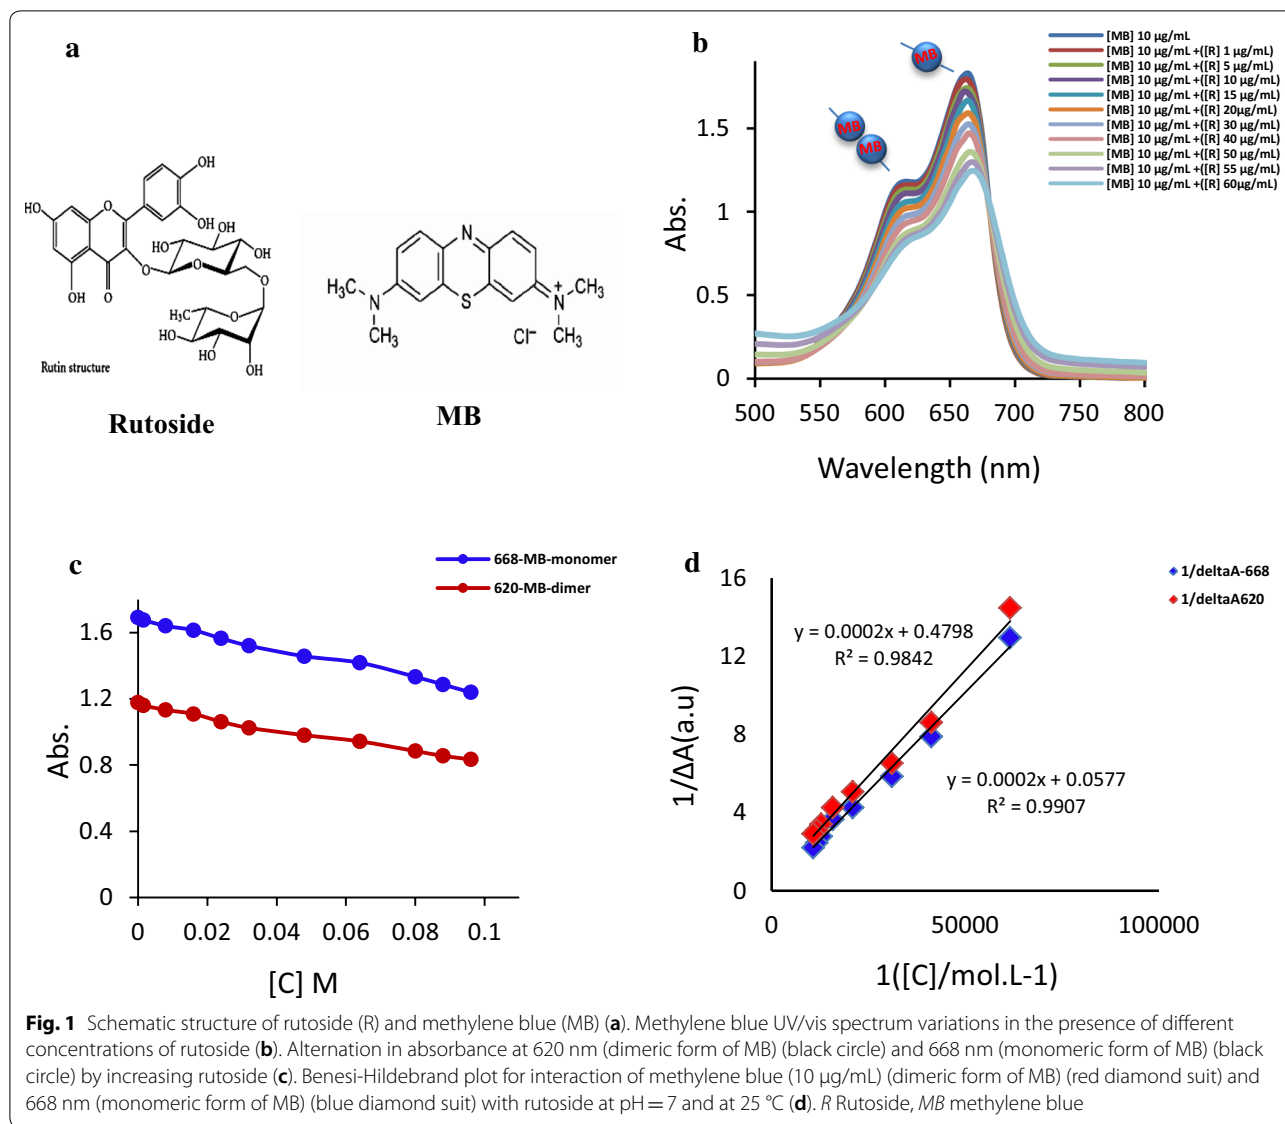 a
OH
OH
HO
O
OH
HO
OH
O
O
OH
O
OH
O
H₃C
O
HO
HO
OH
Rutin structure
Rutoside
N
H₃C
N
CH₃
S
CH₃
N
+
CH₃
Cl⁻
MB
b
MB
MB
MB
[MB] 10 µg/mL
[MB] 10 µg/mL +([R] 1 µg/mL)
[MB] 10 µg/mL +([R] 5 µg/mL)
[MB] 10 µg/mL +([R] 10 µg/mL)
[MB] 10 µg/mL +([R] 15 µg/mL)
[MB] 10 µg/mL +([R] 20µg/mL)
[MB] 10 µg/mL +([R] 30 µg/mL)
[MB] 10 µg/mL +([R] 40 µg/mL)
[MB] 10 µg/mL +([R] 50 µg/mL)
[MB] 10 µg/mL +([R] 55 µg/mL)
[MB] 10 µg/mL +([R] 60µg/mL)
Abs.
1.5
1
0.5
0
500 550 600 650 700 750 800
Wavelength (nm)
c
668-MB-monomer
620-MB-dimer
Abs.
1.6
1.2
0.8
0.4
0
0 0.02 0.04 0.06 0.08 0.1
[C] M
d
1/deltaA-668
1/deltaA620
1/ΔA(a.u)
16
12
8
4
0
y = 0.0002x + 0.4798
R² = 0.9842
y = 0.0002x + 0.0577
R² = 0.9907
0 50000 100000
1([C]/mol.L-1)
Fig. 1 Schematic structure of rutoside (R) and methylene blue (MB) (a). Methylene blue UV/vis spectrum variations in the presence of different
concentrations of rutoside (b). Alternation in absorbance at 620 nm (dimeric form of MB) (black circle) and 668 nm (monomeric form of MB) (black
circle) by increasing rutoside (c). Benesi-Hildebrand plot for interaction of methylene blue (10 µg/mL) (dimeric form of MB) (red diamond suit) and
668 nm (monomeric form of MB) (blue diamond suit) with rutoside at pH = 7 and at 25 °C (d). R Rutoside, MB methylene blue